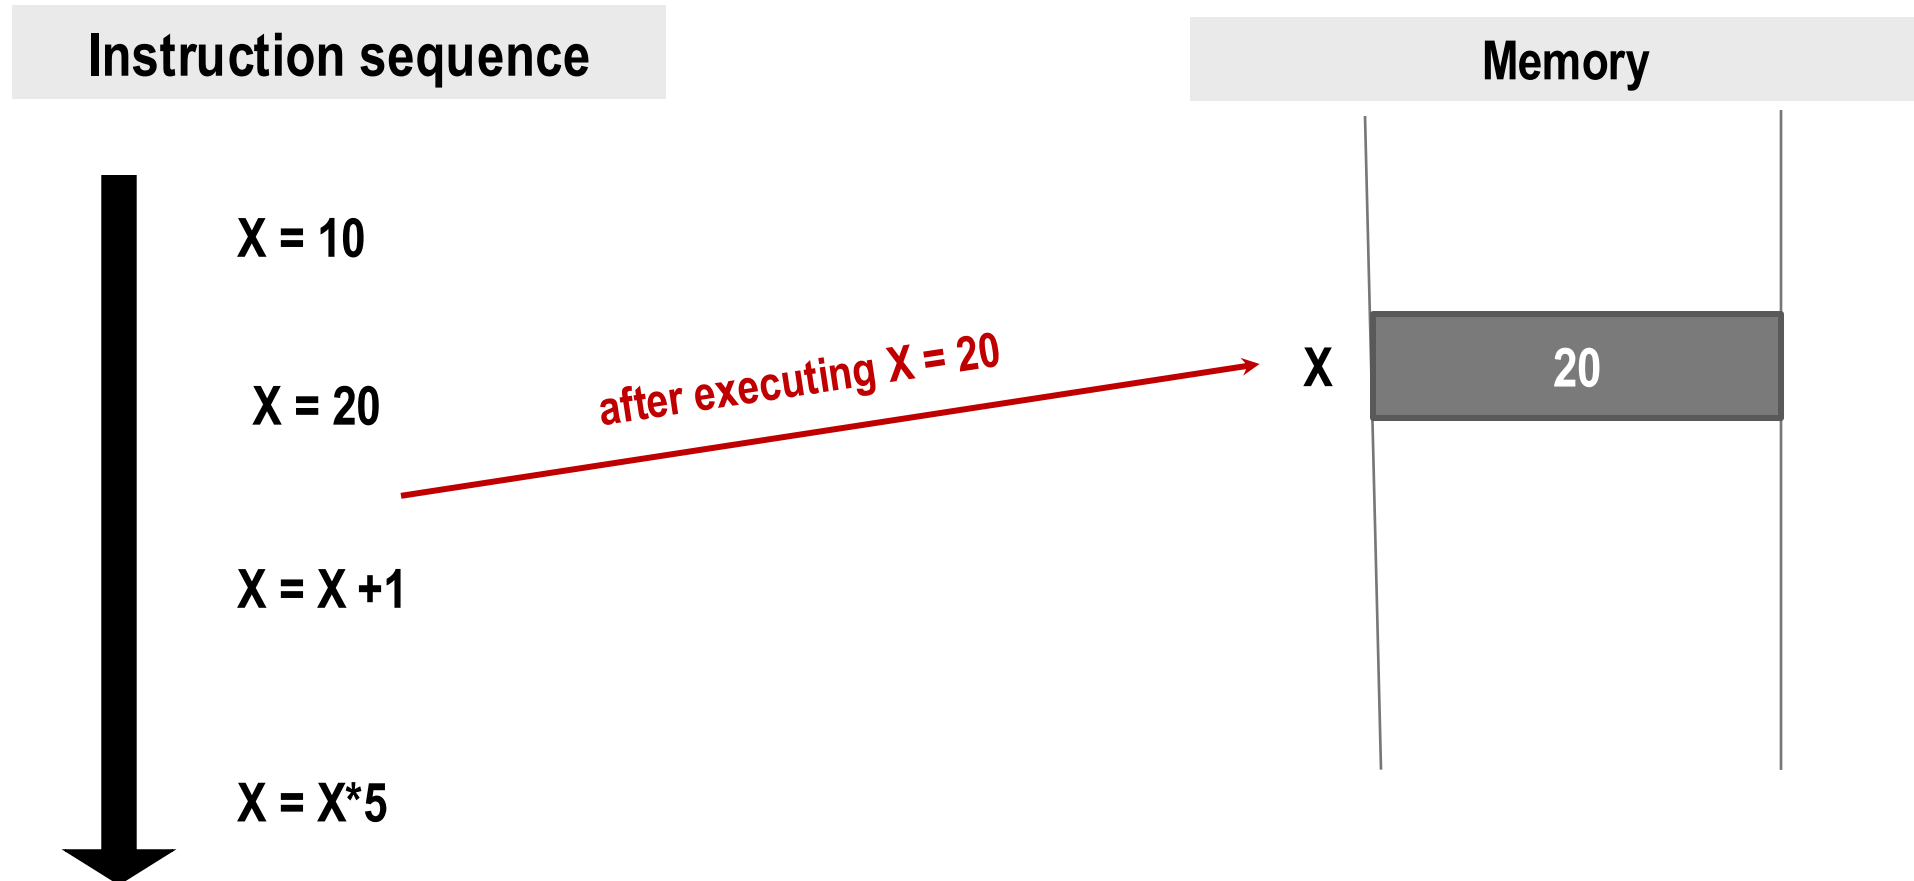 Instruction sequence
Memory
X = 10
X = 20
after executing X = 20
X
20
X = X +1
X = X*5